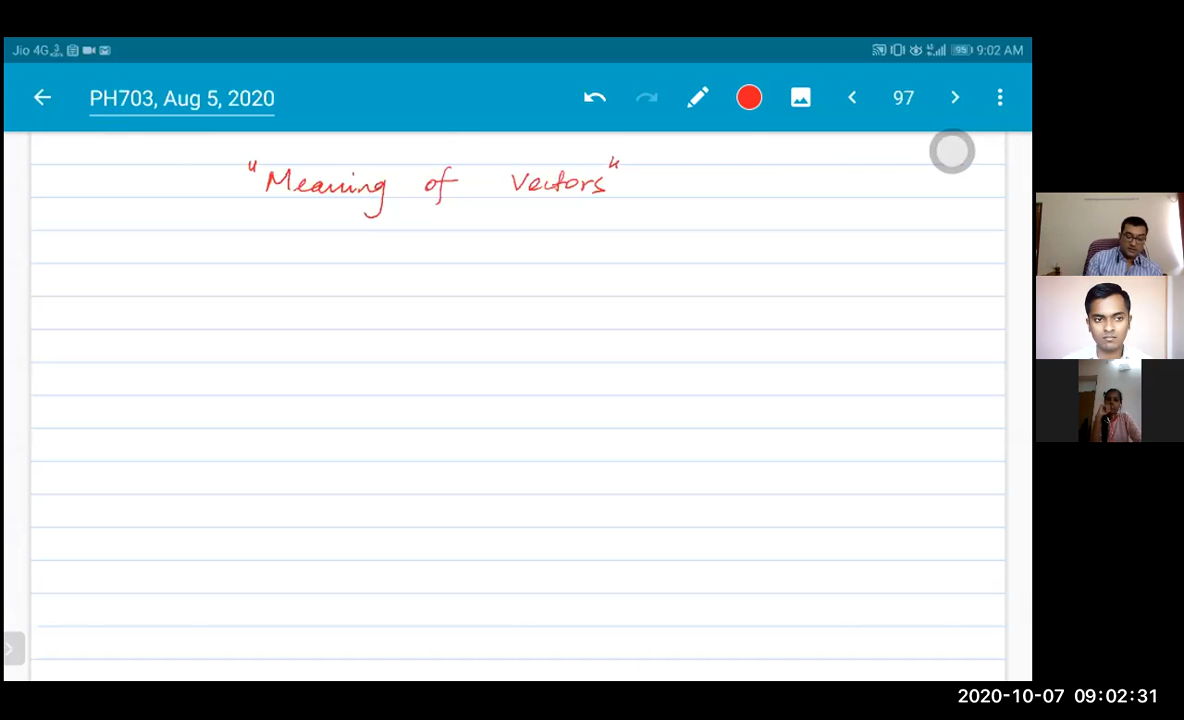 Jio 4G 9:02 AM
PH703, Aug 5, 2020 97
"Meaning of Vectors"
2020-10-07 09:02:31